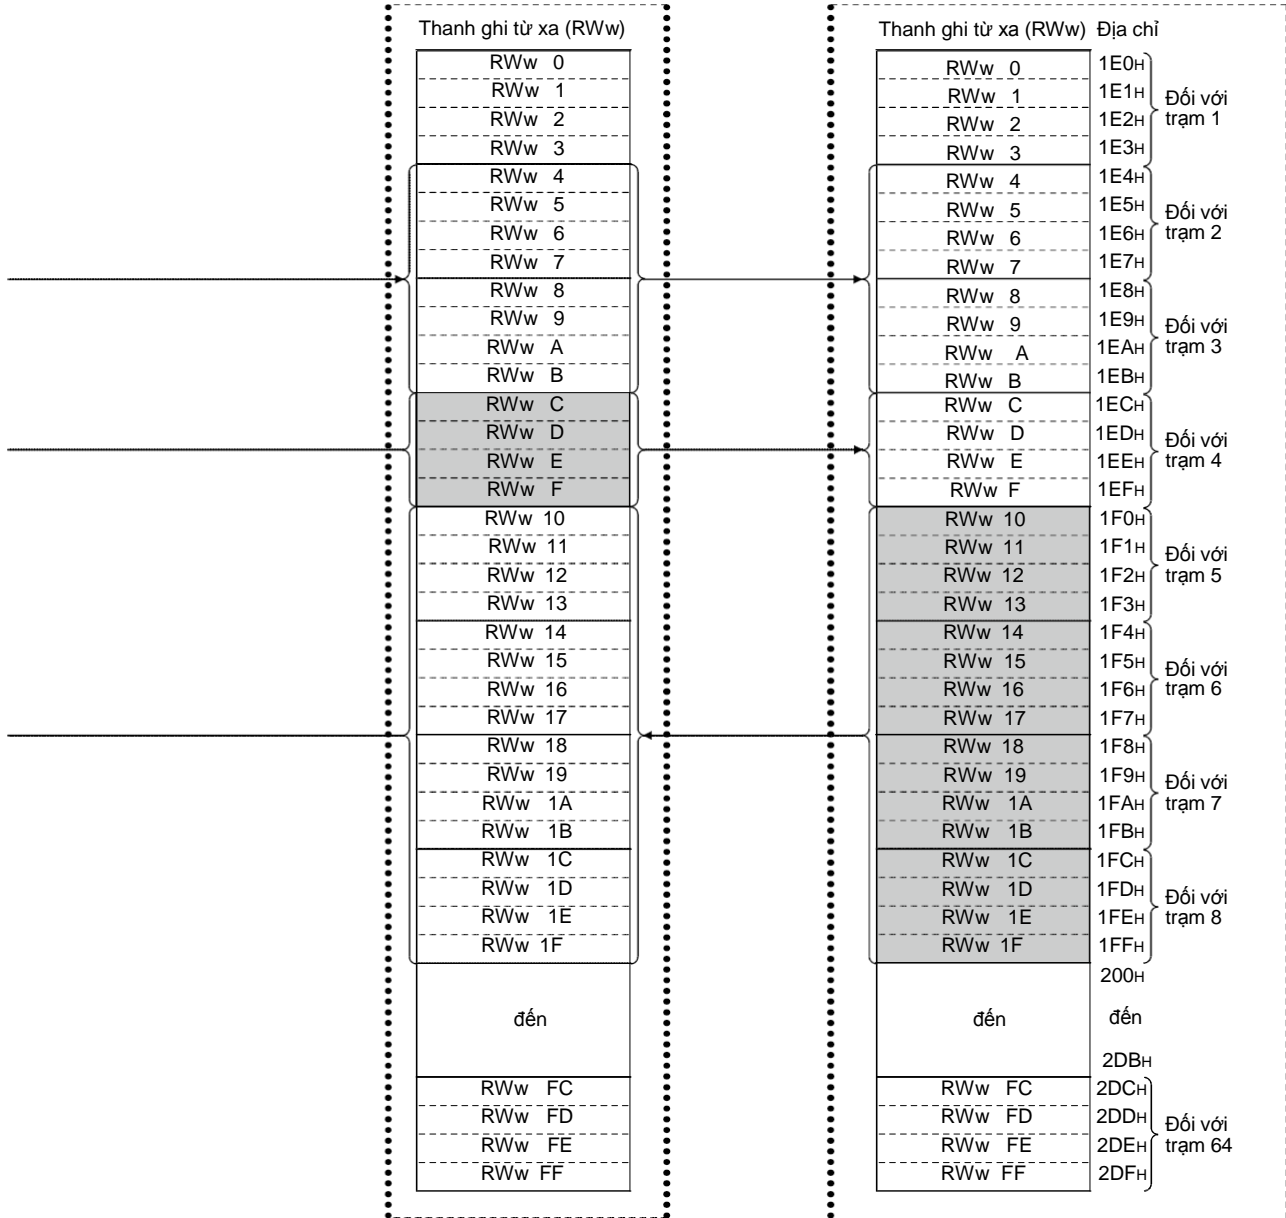 Thanh ghi từ xa (RWw)
RWw 0
RWw 1
RWw 2
RWw 3
RWw 4
RWw 5
RWw 6
RWw 7
RWw 8
RWw 9
RWw A
RWw B
RWw C
RWw D
RWw E
RWw F
RWw 10
RWw 11
RWw 12
RWw 13
RWw 14
RWw 15
RWw 16
RWw 17
RWw 18
RWw 19
RWw 1A
RWw 1B
RWw 1C
RWw 1D
RWw 1E
RWw 1F
đến
RWw FC
RWw FD
RWw FE
RWw FF
Thanh ghi từ xa (RWw) Địa chỉ
RWw 0 1E0H
RWw 1 1E1H
RWw 2 1E2H
RWw 3 1E3H
Đối với
trạm 1
RWw 4 1E4H
RWw 5 1E5H
RWw 6 1E6H
RWw 7 1E7H
Đối với
trạm 2
RWw 8 1E8H
RWw 9 1E9H
RWw A 1EAH
RWw B 1EBH
Đối với
trạm 3
RWw C 1ECH
RWw D 1EDH
RWw E 1EEH
RWw F 1EFH
Đối với
trạm 4
RWw 10 1F0H
RWw 11 1F1H
RWw 12 1F2H
RWw 13 1F3H
Đối với
trạm 5
RWw 14 1F4H
RWw 15 1F5H
RWw 16 1F6H
RWw 17 1F7H
Đối với
trạm 6
RWw 18 1F8H
RWw 19 1F9H
RWw 1A 1FAH
RWw 1B 1FBH
Đối với
trạm 7
RWw 1C 1FCH
RWw 1D 1FDH
RWw 1E 1FEH
RWw 1F 1FFH
Đối với
trạm 8
200H
đến đến
2DBH
RWw FC 2DCH
RWw FD 2DDH
RWw FE 2DEH
RWw FF 2DFH
Đối với
trạm 64